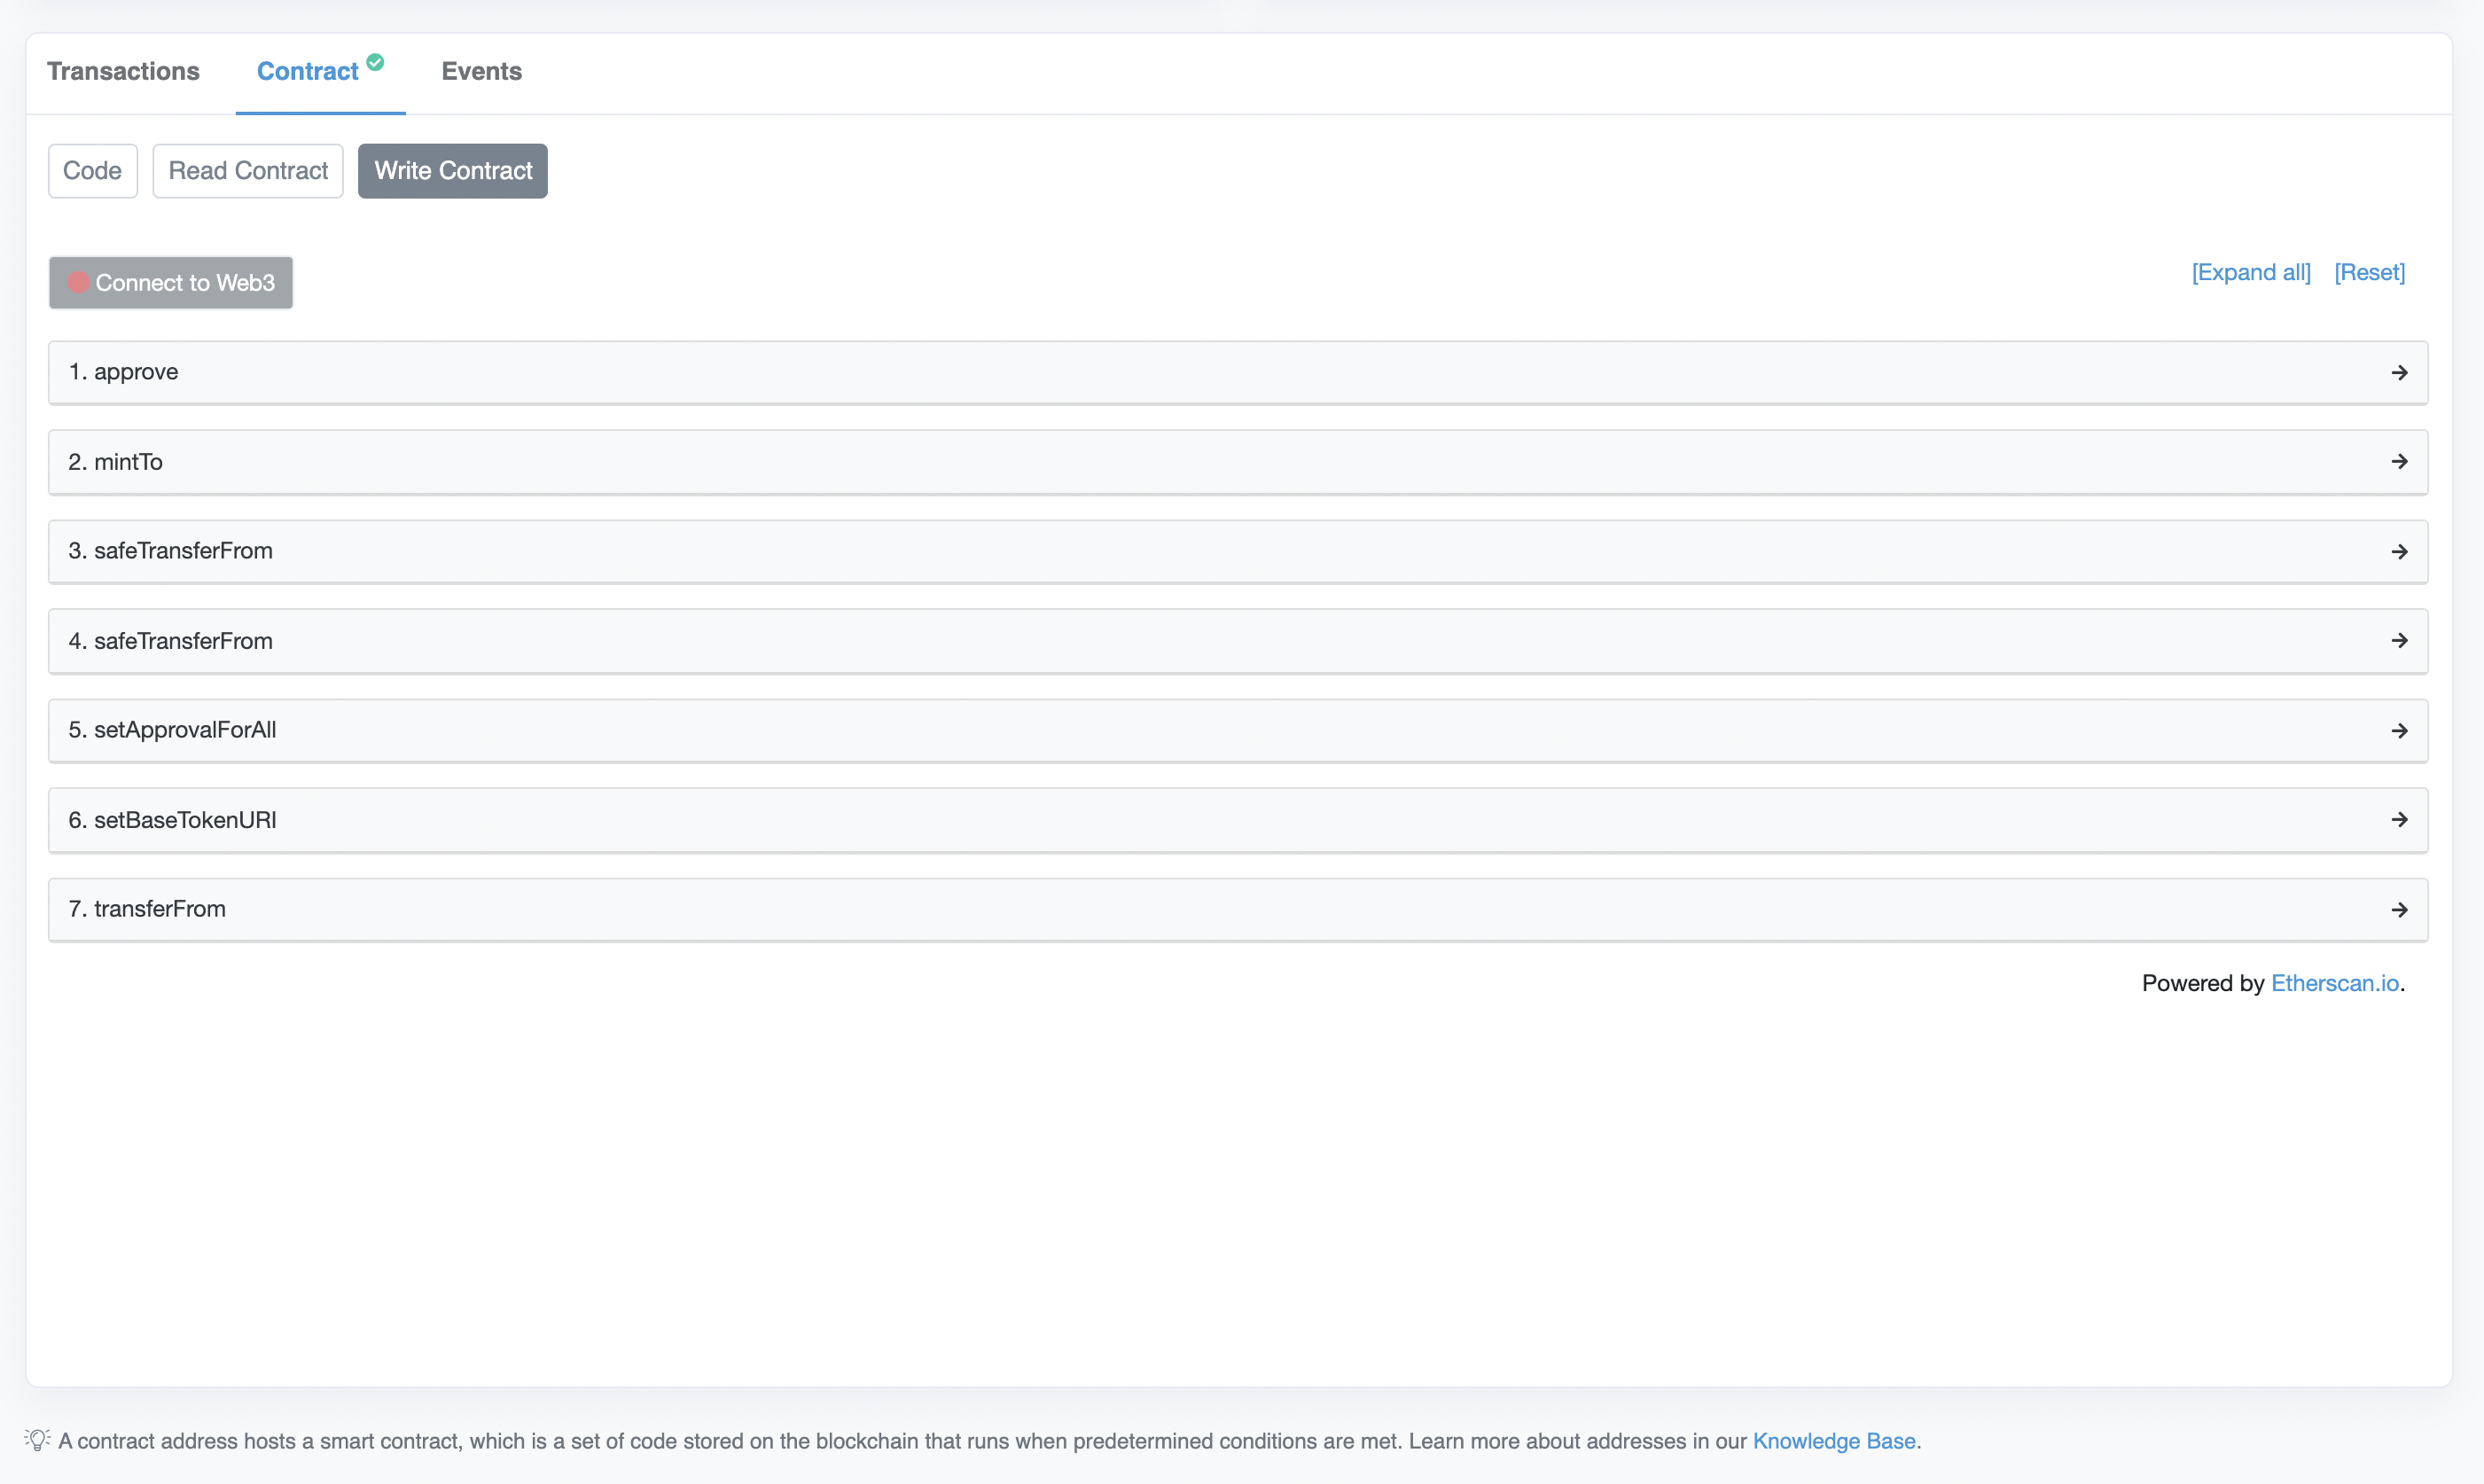 Transactions Contract Events
Code Read Contract Write Contract
Connect to Web3 [Expand all] [Reset]
1. approve
2. mintTo
3. safeTransferFrom
4. safeTransferFrom
5. setApprovalForAll
6. setBaseTokenURI
7. transferFrom
Powered by Etherscan.io.
A contract address hosts a smart contract, which is a set of code stored on the blockchain that runs when predetermined conditions are met. Learn more about addresses in our Knowledge Base.